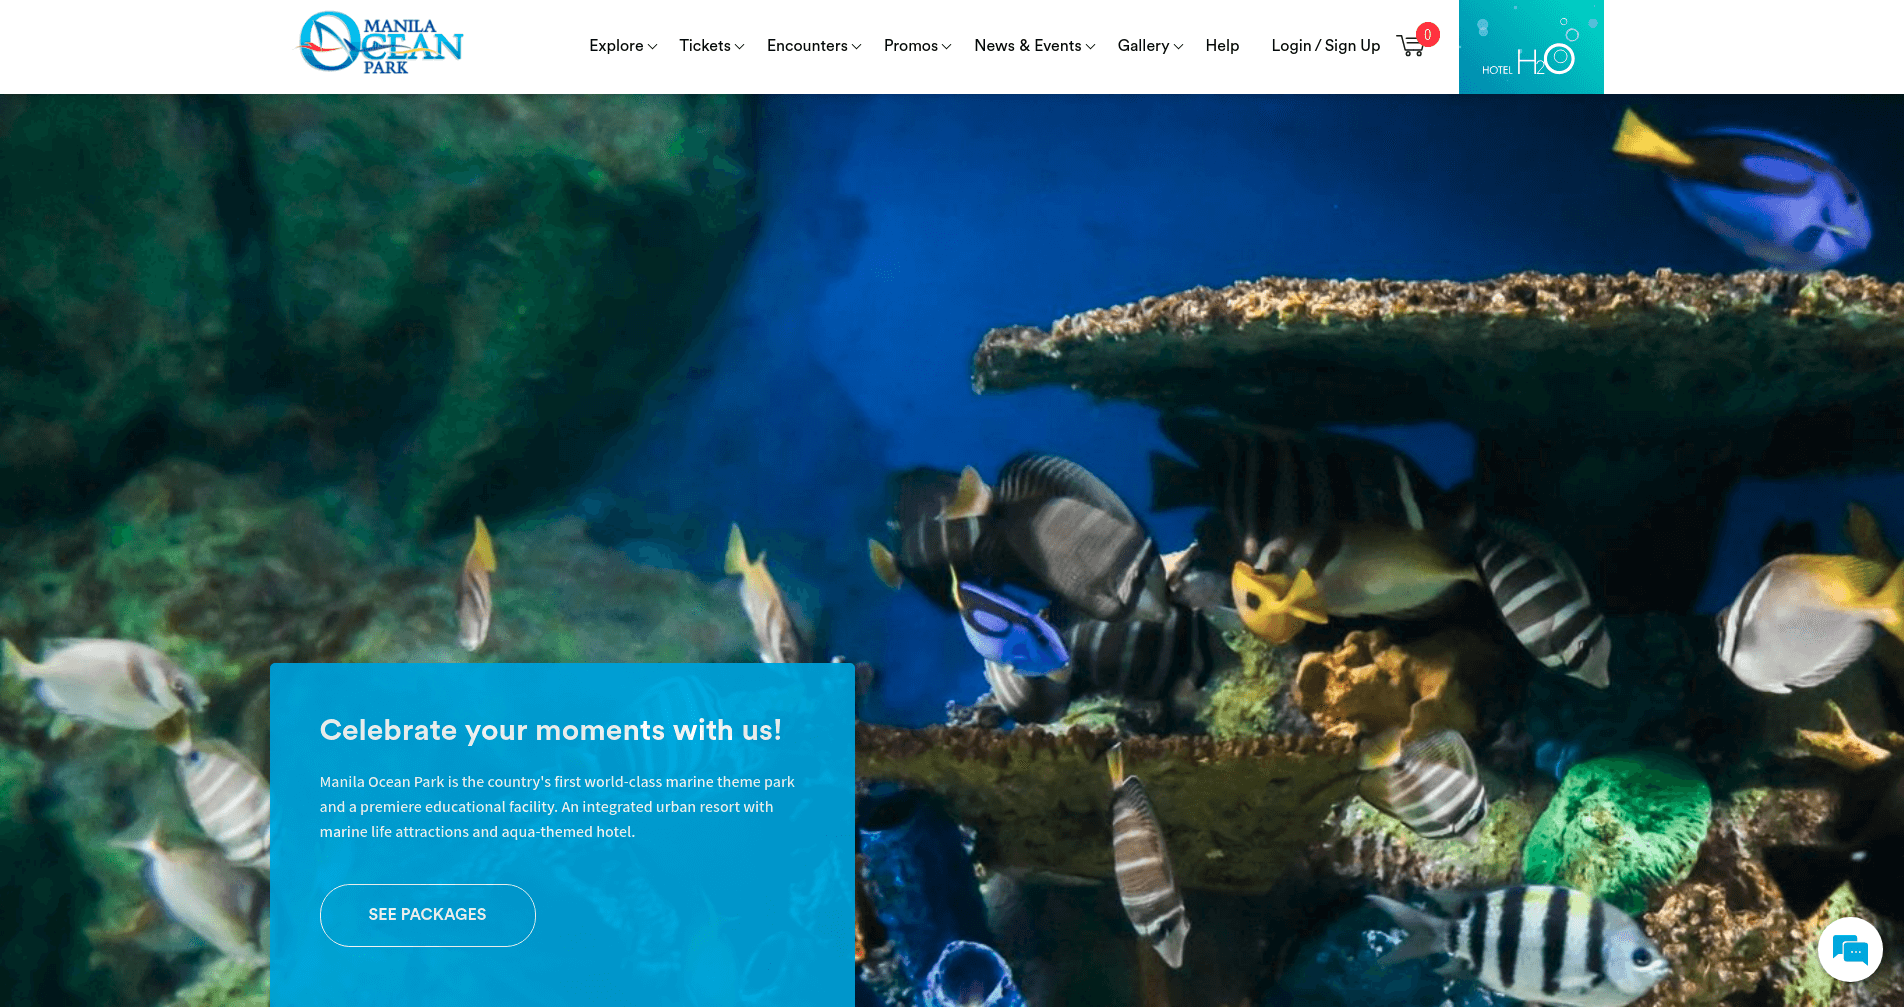 MANILA
OCEAN
PARK
Explore
Tickets
Encounters
Promos
News & Events
Gallery
Help
Login / Sign Up
0
HOTEL H2O
Celebrate your moments with us!
Manila Ocean Park is the country's first world-class marine theme park
and a premiere educational facility. An integrated urban resort with
marine life attractions and aqua-themed hotel.
SEE PACKAGES